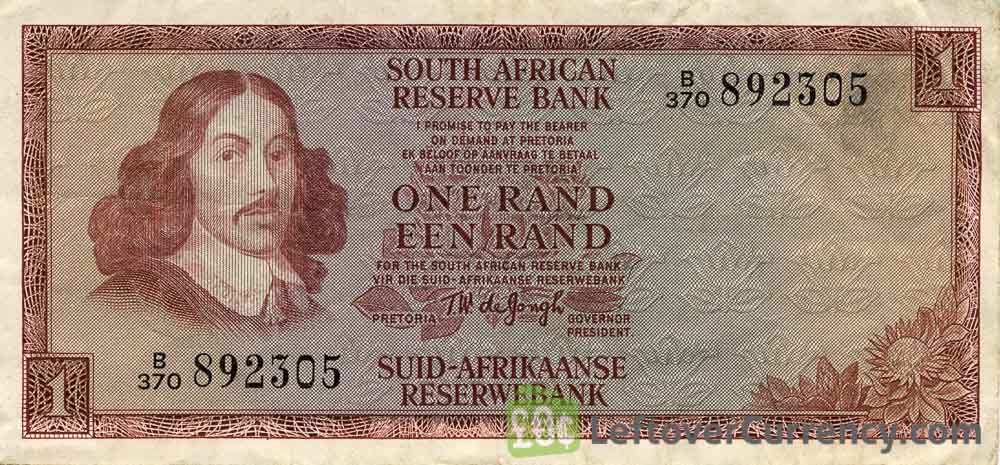 1
SOUTH AFRICAN
RESERVE BANK
B/370 892305
I PROMISE TO PAY THE BEARER
ON DEMAND AT PRETORIA
EK BELOOF OP AANVRAAG TE BETAAL
AAN TOONDER TE PRETORIA
ONE RAND
EEN RAND
FOR THE SOUTH AFRICAN RESERVE BANK
VIR DIE SUID-AFRIKAANSE RESERWEBANK
T.W. de Jongh
PRETORIA GOVERNOR
PRESIDENT.
B/370 892305
SUID-AFRIKAANSE
RESERWEBANK
1
LeftoverCurrency.com